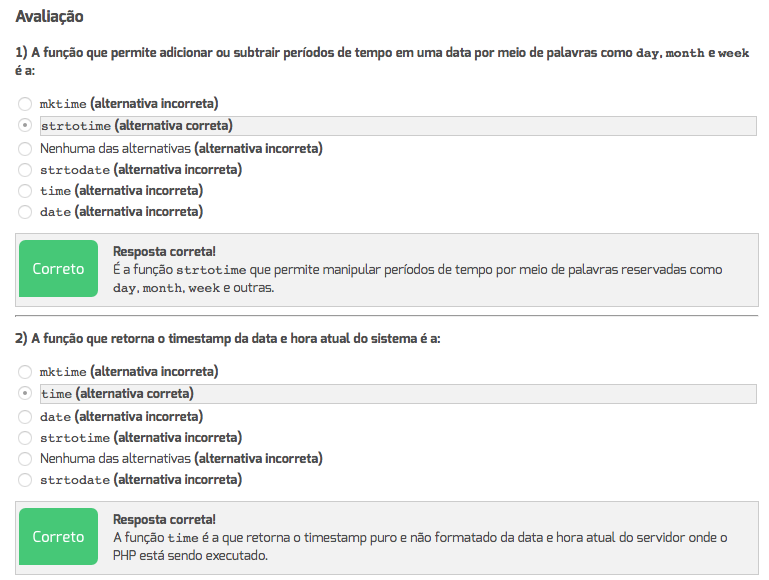 Avaliação
1) A função que permite adicionar ou subtrair períodos de tempo em uma data por meio de palavras como day, month e week
é a:
mktime (alternativa incorreta)
strtotime (alternativa correta)
Nenhuma das alternativas (alternativa incorreta)
strtodate (alternativa incorreta)
time (alternativa incorreta)
date (alternativa incorreta)
Correto
Resposta correta!
É a função strtotime que permite manipular períodos de tempo por meio de palavras reservadas como
day, month, week e outras.
2) A função que retorna o timestamp da data e hora atual do sistema é a:
mktime (alternativa incorreta)
time (alternativa correta)
date (alternativa incorreta)
strtotime (alternativa incorreta)
Nenhuma das alternativas (alternativa incorreta)
strtodate (alternativa incorreta)
Correto
Resposta correta!
A função time é a que retorna o timestamp puro e não formatado da data e hora atual do servidor onde o
PHP está sendo executado.